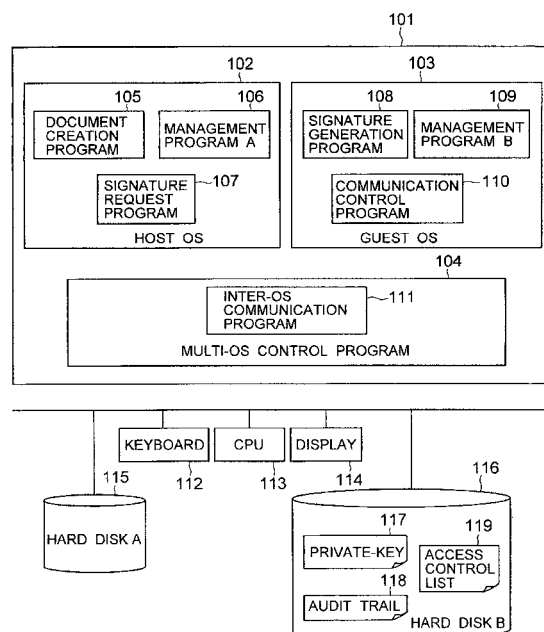 101
102
103
105
106
108
109
DOCUMENT
CREATION
PROGRAM
MANAGEMENT
PROGRAM A
SIGNATURE
GENERATION
PROGRAM
MANAGEMENT
PROGRAM B
SIGNATURE
REQUEST
PROGRAM
107
COMMUNICATION
CONTROL
PROGRAM
110
HOST OS
GUEST OS
104
INTER-OS
COMMUNICATION
PROGRAM
111
MULTI-OS CONTROL PROGRAM
KEYBOARD
CPU
DISPLAY
112
113
114
115
116
HARD DISK A
117
PRIVATE-KEY
119
ACCESS
CONTROL
LIST
118
AUDIT TRAIL
HARD DISK B